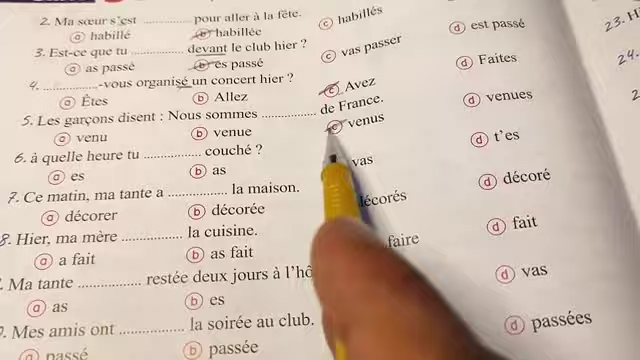 2. Ma sœur s'est ............ pour aller à la fête.
a habillé b habillée c habillés
3. Est-ce que tu ............ devant le club hier ?
a as passé b es passé c vas passer d est passé
4. ............-vous organisé un concert hier ?
a Êtes b Allez c Avez d Faites
5. Les garçons disent : Nous sommes ............ de France.
a venu b venue c venus d venues
6. à quelle heure tu ............ couché ?
a es b as vas d t'es
7. Ce matin, ma tante a ............ la maison.
a décorer b décorée décorés d décoré
8. Hier, ma mère ............ la cuisine.
a a fait b as fait faire d fait
Ma tante ............ restée deux jours à l'hô
a as b es d vas
. Mes amis ont ............ la soirée au club.
a passé b passée d passées
23. H
24.
2